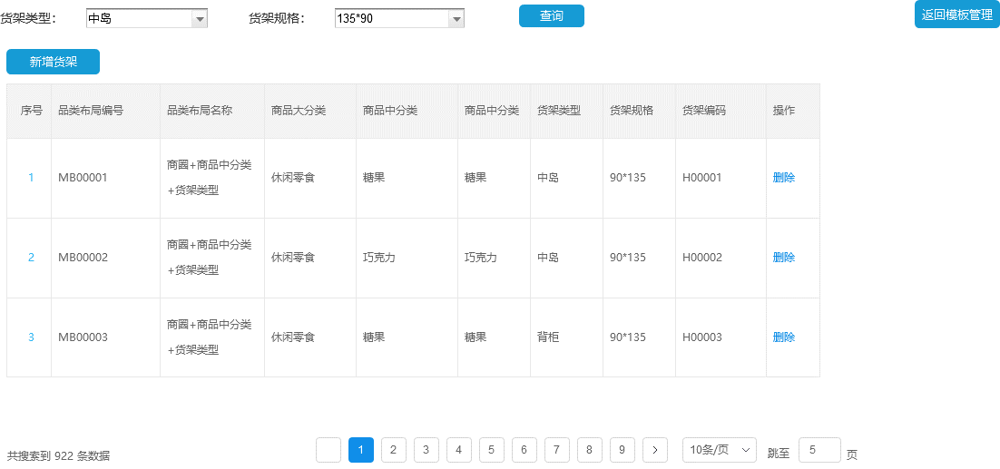 货架类型： 中岛 货架规格： 135*90 查询 返回模板管理
新增货架
序号 品类布局编号 品类布局名称 商品大分类 商品中分类 商品中分类 货架类型 货架规格 货架编码 操作
1 MB00001 商圈+商品中分类 休闲零食 糖果 糖果 中岛 90*135 H00001 删除
+货架类型
2 MB00002 商圈+商品中分类 休闲零食 巧克力 巧克力 中岛 90*135 H00002 删除
+货架类型
3 MB00003 商圈+商品中分类 休闲零食 糖果 糖果 背柜 90*135 H00003 删除
+货架类型
共搜索到 922 条数据 1 2 3 4 5 6 7 8 9 10条/页 跳至 5 页